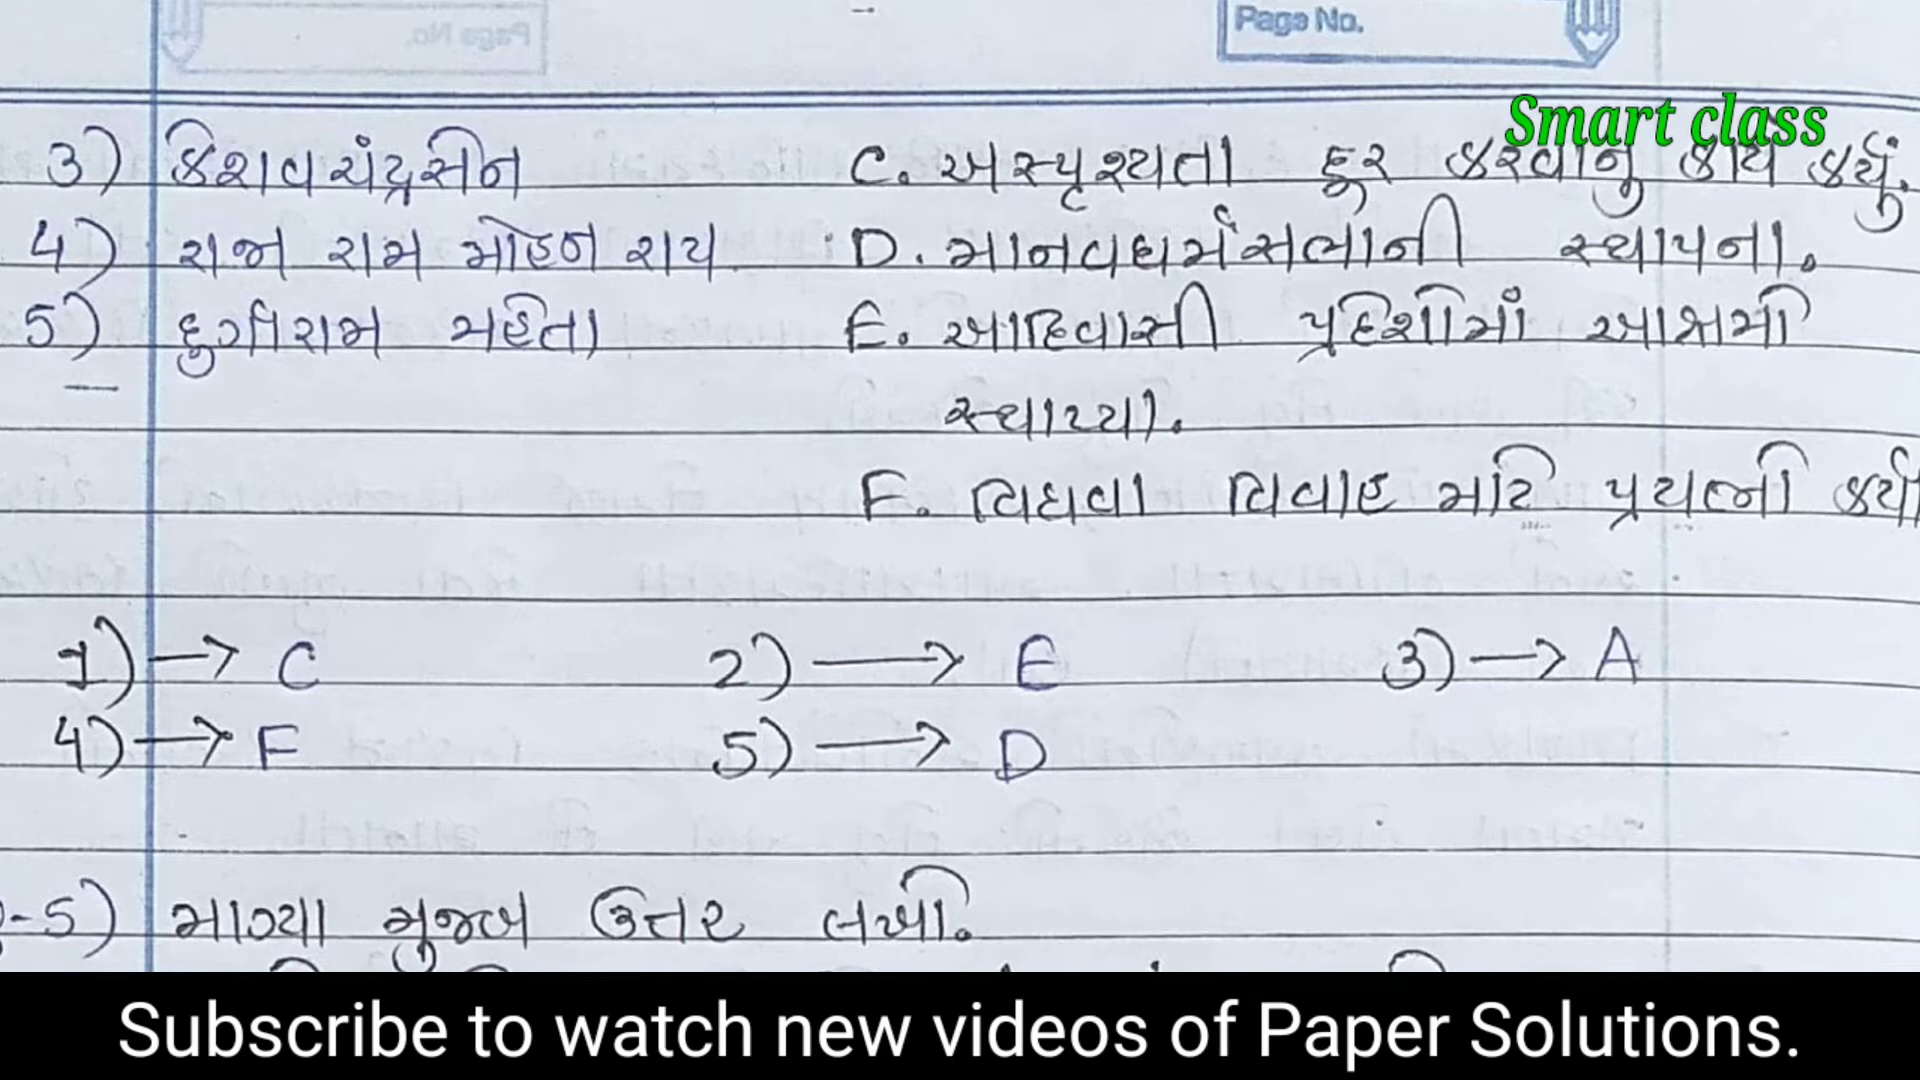 Page No.
Smart class
3) કેશવચંદ્રસેન C. અસ્પૃશ્યતા દુર કરવાનું કાર્ય કર્યું.
4) રાજા રામ મોહન રાય D. માનવધર્મસભાની સ્થાપના.
5) દુર્ગારામ મહેતા E. આદિવાસી પ્રદેશોમાં આશ્રમો
સ્થાપ્યા.
F. વિધવા વિવાહ માટે પ્રયત્નો કર્યા
1) → C 2) → E 3) → A
4) → F 5) → D
-5) માગ્યા મુજબ ઉત્તર લખો.
Subscribe to watch new videos of Paper Solutions.